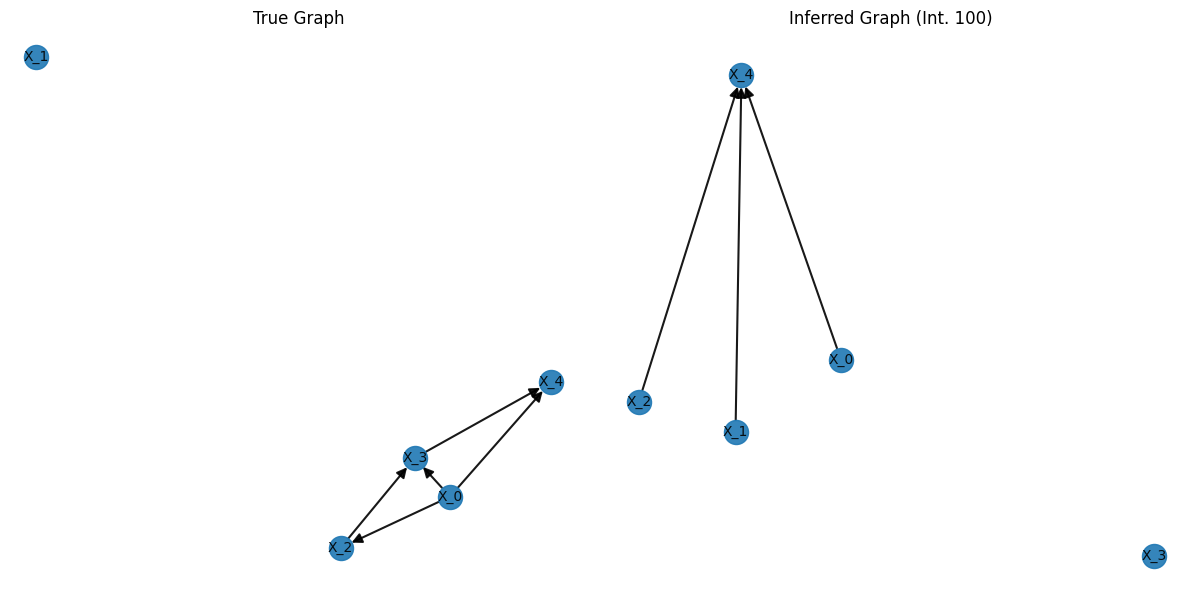 True Graph
X_1
X_4
X_3
X_0
X_2
Inferred Graph (Int. 100)
X_4
X_0
X_2
X_1
X_3